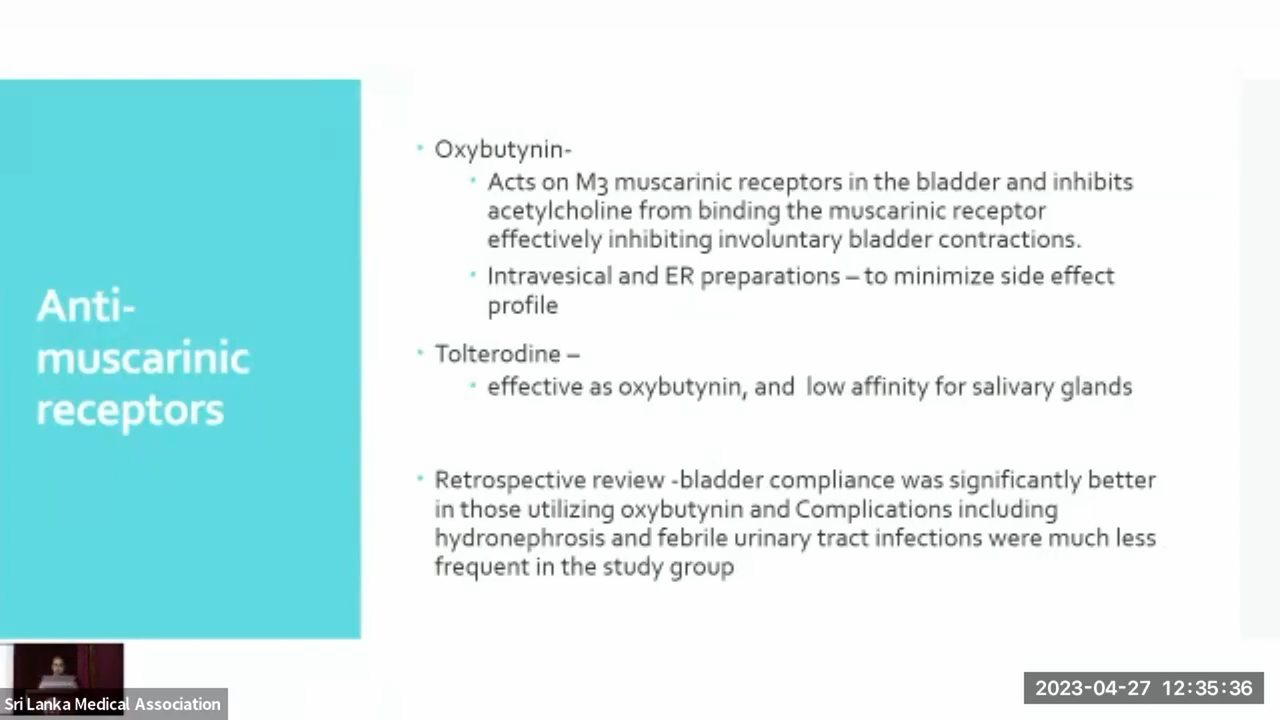 Anti-
muscarinic
receptors
• Oxybutynin-
• Acts on M3 muscarinic receptors in the bladder and inhibits
acetylcholine from binding the muscarinic receptor
effectively inhibiting involuntary bladder contractions.
• Intravesical and ER preparations – to minimize side effect
profile
• Tolterodine –
• effective as oxybutynin, and low affinity for salivary glands
• Retrospective review -bladder compliance was significantly better
in those utilizing oxybutynin and Complications including
hydronephrosis and febrile urinary tract infections were much less
frequent in the study group
Sri Lanka Medical Association
2023-04-27 12:35:36